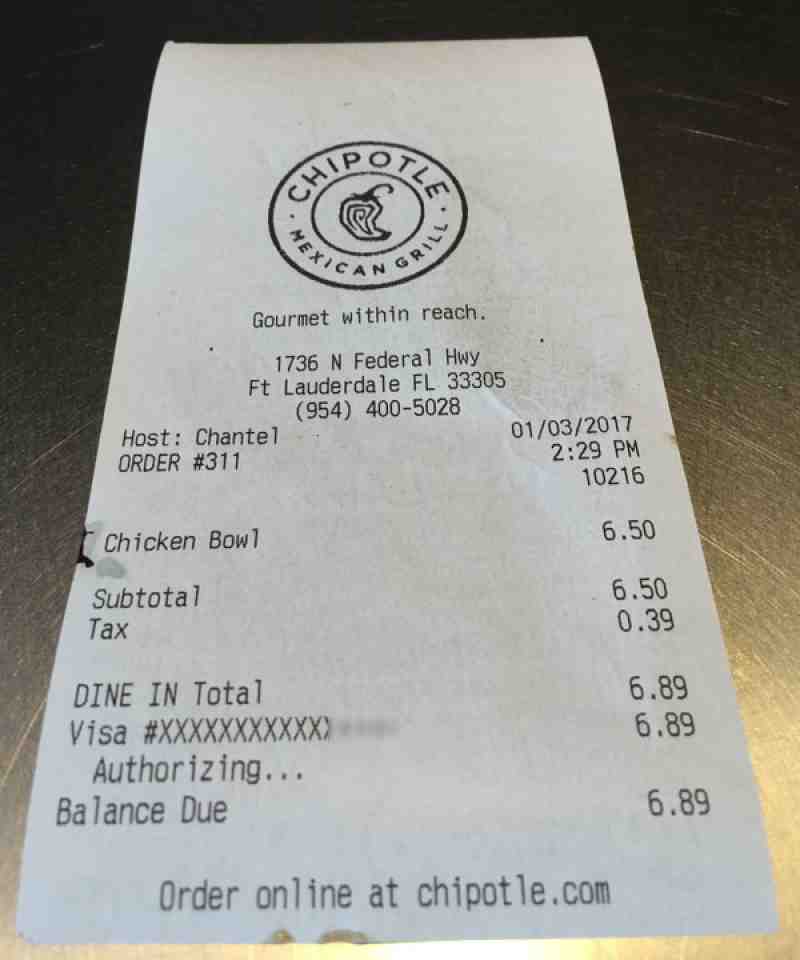 CHIPOTLE
MEXICAN GRILL
Gourmet within reach.
1736 N Federal Hwy
Ft Lauderdale FL 33305
(954) 400-5028
Host: Chantel 01/03/2017
ORDER #311 2:29 PM
10216
Chicken Bowl 6.50
Subtotal 6.50
Tax 0.39
DINE IN Total 6.89
Visa #XXXXXXXXXXXX 6.89
Authorizing...
Balance Due 6.89
Order online at chipotle.com